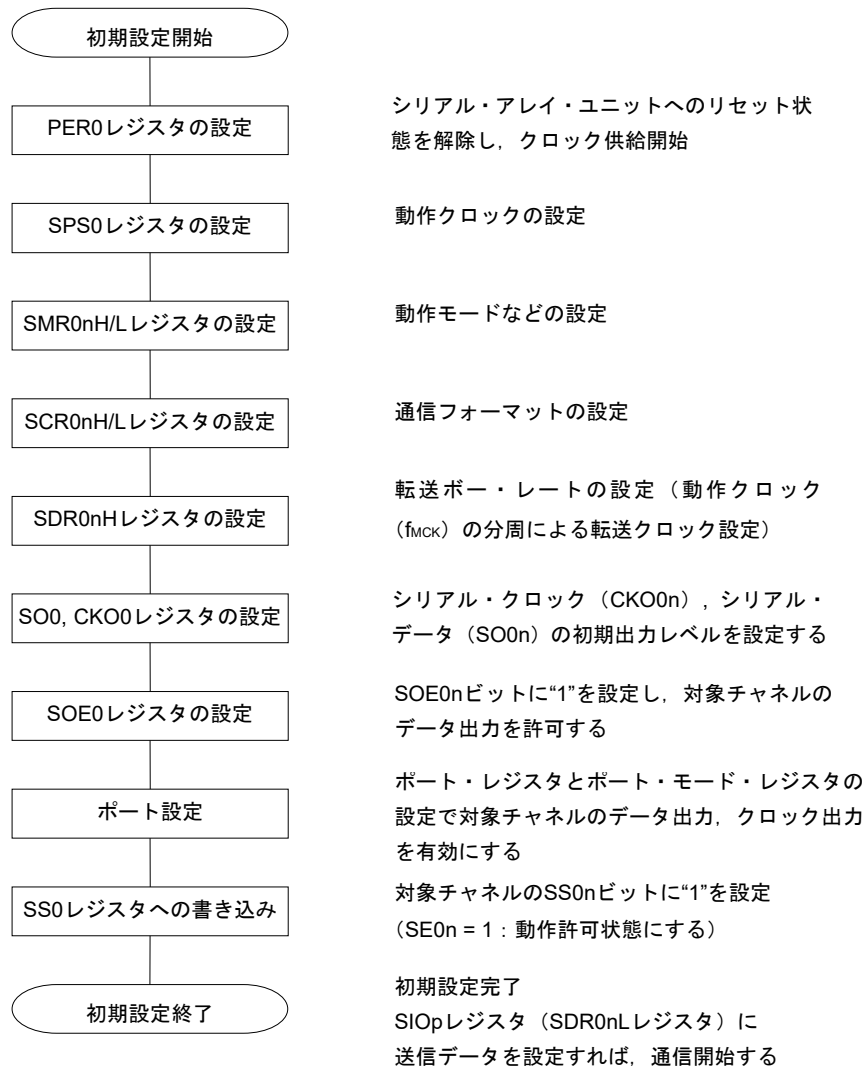 初期設定開始
PER0レジスタの設定
シリアル・アレイ・ユニットへのリセット状
態を解除し，クロック供給開始
SPS0レジスタの設定
動作クロックの設定
SMR0nH/Lレジスタの設定
動作モードなどの設定
SCR0nH/Lレジスタの設定
通信フォーマットの設定
SDR0nHレジスタの設定
転送ボー・レートの設定（動作クロック
（fMCK）の分周による転送クロック設定）
SO0, CKO0レジスタの設定
シリアル・クロック（CKO0n）, シリアル・
データ（SO0n）の初期出力レベルを設定する
SOE0レジスタの設定
SOE0nビットに“1”を設定し，対象チャネルの
データ出力を許可する
ポート設定
ポート・レジスタとポート・モード・レジスタの
設定で対象チャネルのデータ出力，クロック出力
を有効にする
SS0レジスタへの書き込み
対象チャネルのSS0nビットに“1”を設定
（SE0n = 1：動作許可状態にする）
初期設定終了
初期設定完了
SIOpレジスタ（SDR0nLレジスタ）に
送信データを設定すれば，通信開始する